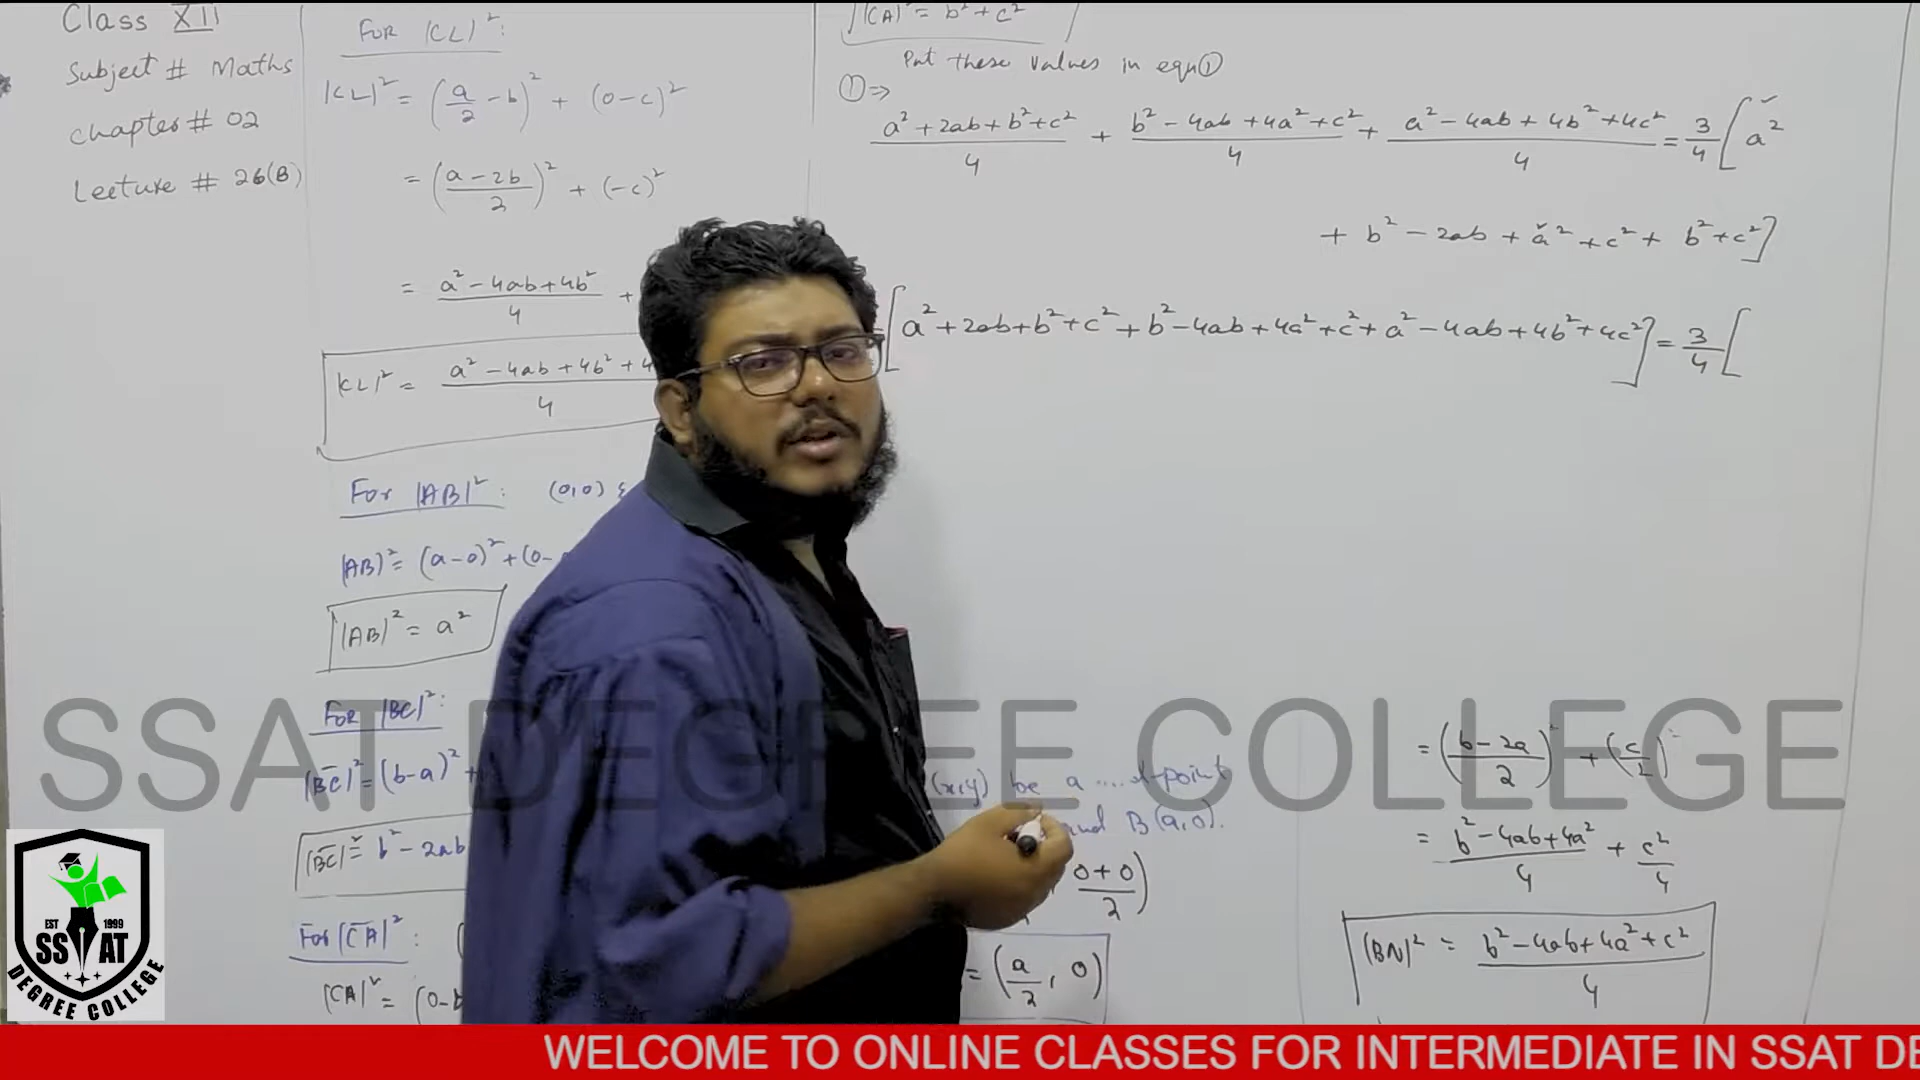 Class XII
Subject # Maths
chapter # 02
Lecture # 26(B)
FOR |CL|²:
|CL|² = (a/2 - b)² + (0-c)²
= ((a-2b)/2)² + (-c)²
= (a²-4ab+4b²)/4 +
|CL|² = (a²-4ab+4b²+4
4
For |AB|²: (0,0) &
|AB|² = (a-0)²+(0-
|AB|² = a²
For |BC|²:
|BC|² = (b-a)² +
|BC|² = b²-2ab
For |CA|²: (
|CA|² = (0-b
|CA|² = b²+c²
Put these values in equ①
① ⇒
(a²+2ab+b²+c²)/4 + (b²-4ab+4a²+c²)/4 + (a²-4ab+4b²+4c²)/4 = 3/4 [a²
+ b²-2ab+a²+c²+ b²+c²]
[a²+2ab+b²+c²+b²-4ab+4a²+c²+a²-4ab+4b²+4c²] = 3/4 [
(x,y) be a -point
and B(a,0).
(0+0)/2)
= (a/2, 0)
= ((b-2a)/2)² + (c/2)²
= (b²-4ab+4a²)/4 + c²/4
|BN|² = (b²-4ab+4a²+c²)/4
SSAT DEGREE COLLEGE
EST 1999
SSAT
DEGREE COLLEGE
WELCOME TO ONLINE CLASSES FOR INTERMEDIATE IN SSAT DE